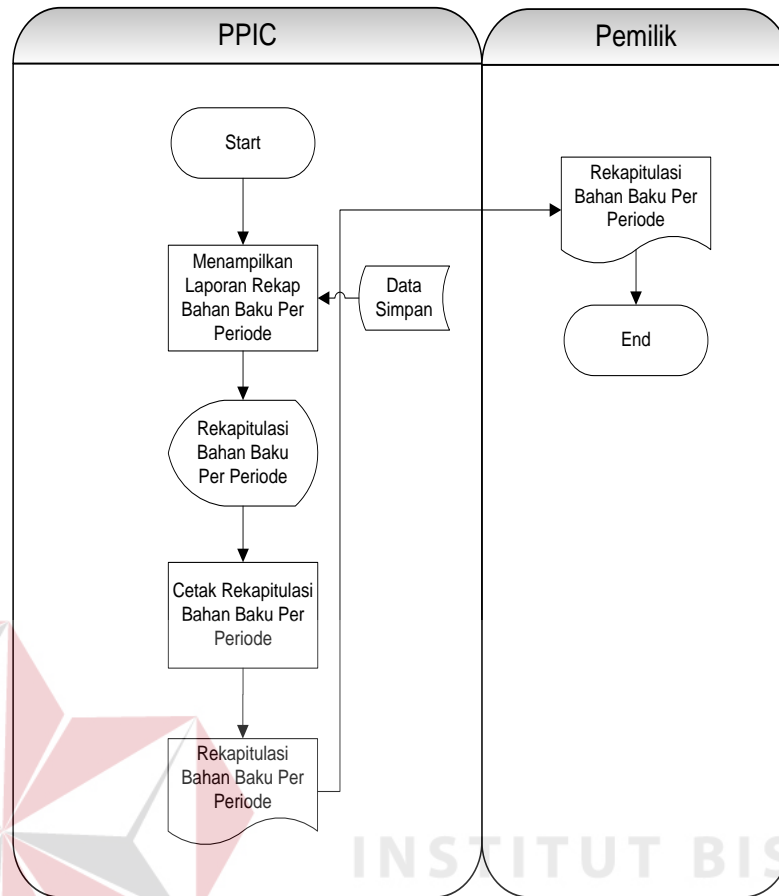 PPIC
Pemilik
Start
Menampilkan
Laporan Rekap
Bahan Baku Per
Periode
Data
Simpan
Rekapitulasi
Bahan Baku
Per Periode
Cetak Rekapitulasi
Bahan Baku Per
Periode
Rekapitulasi
Bahan Baku Per
Periode
Rekapitulasi
Bahan Baku Per
Periode
End
INSTITUT BIS